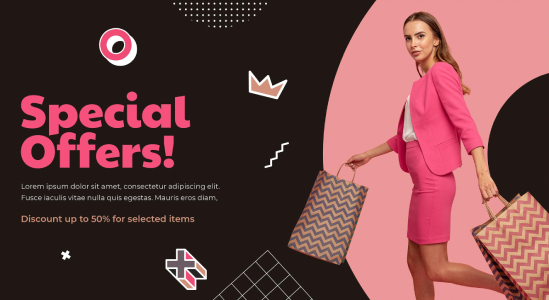 Special
Offers!
Lorem ipsum dolor sit amet, consectetur adipiscing elit.
Fusce iaculis vitae nulla quis egestas. Mauris eros diam,
Discount up to 50% for selected items